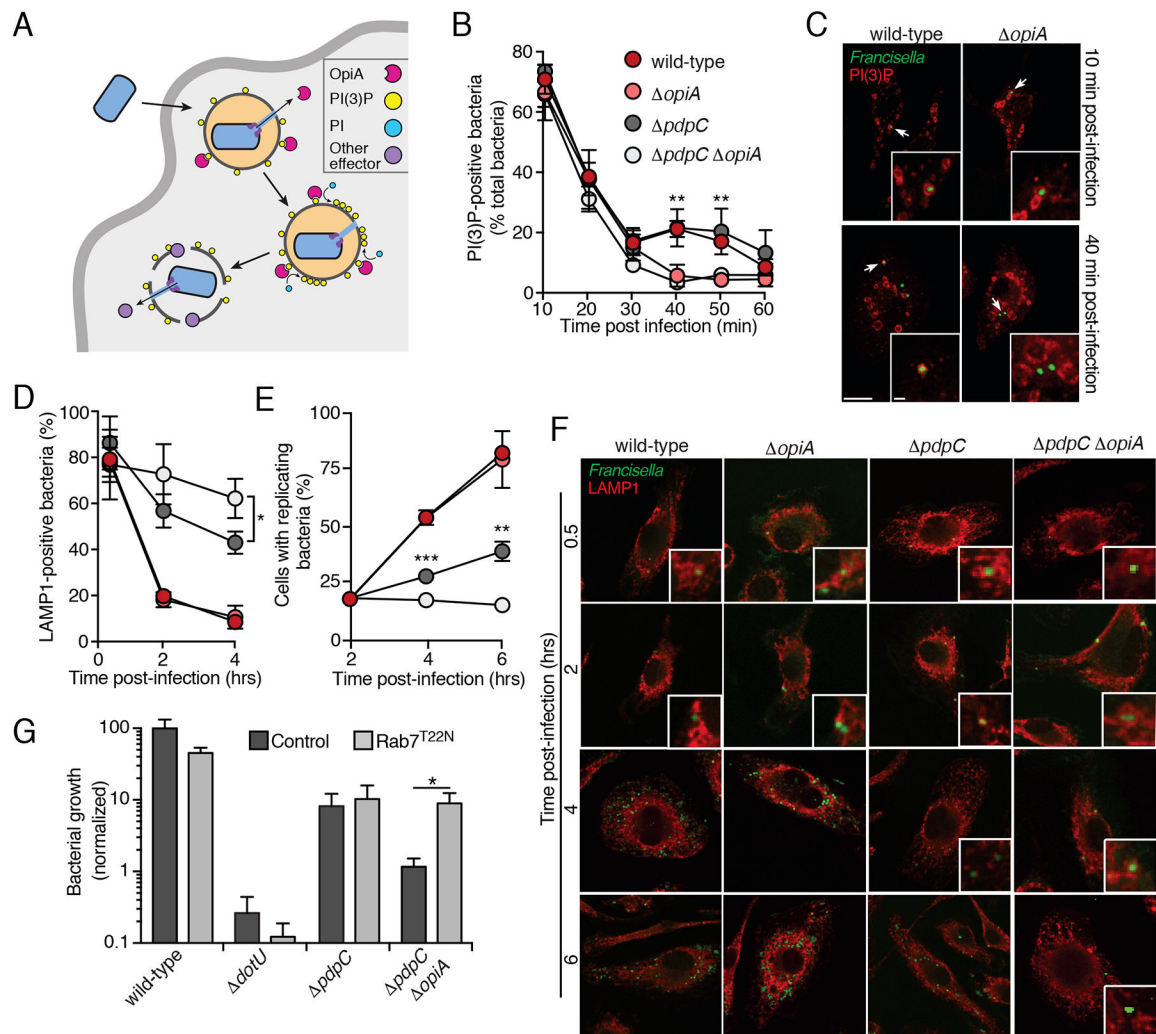 A
OpiA
PI(3)P
PI
Other
effector
B
PI(3)P-positive bacteria
(% total bacteria)
80
60
40
20
0
10
20
30
40
50
60
Time post infection (min)
wild-type
ΔopiA
ΔpdpC
ΔpdpC ΔopiA
**
**
C
wild-type
ΔopiA
Francisella
PI(3)P
10 min post-infection
40 min post-infection
D
LAMP1-positive bacteria (%)
100
80
60
40
20
0
0
2
4
Time post-infection (hrs)
*
E
Cells with replicating
bacteria (%)
100
75
50
25
0
2
4
6
Time post-infection (hrs)
***
**
F
wild-type
ΔopiA
ΔpdpC
ΔpdpC ΔopiA
Francisella
LAMP1
Time post-infection (hrs)
0.5
2
4
6
G
Bacterial growth
(normalized)
100
10
1
0.1
Control
Rab7T22N
*
wild-type
ΔdotU
ΔpdpC
ΔpdpC
ΔopiA